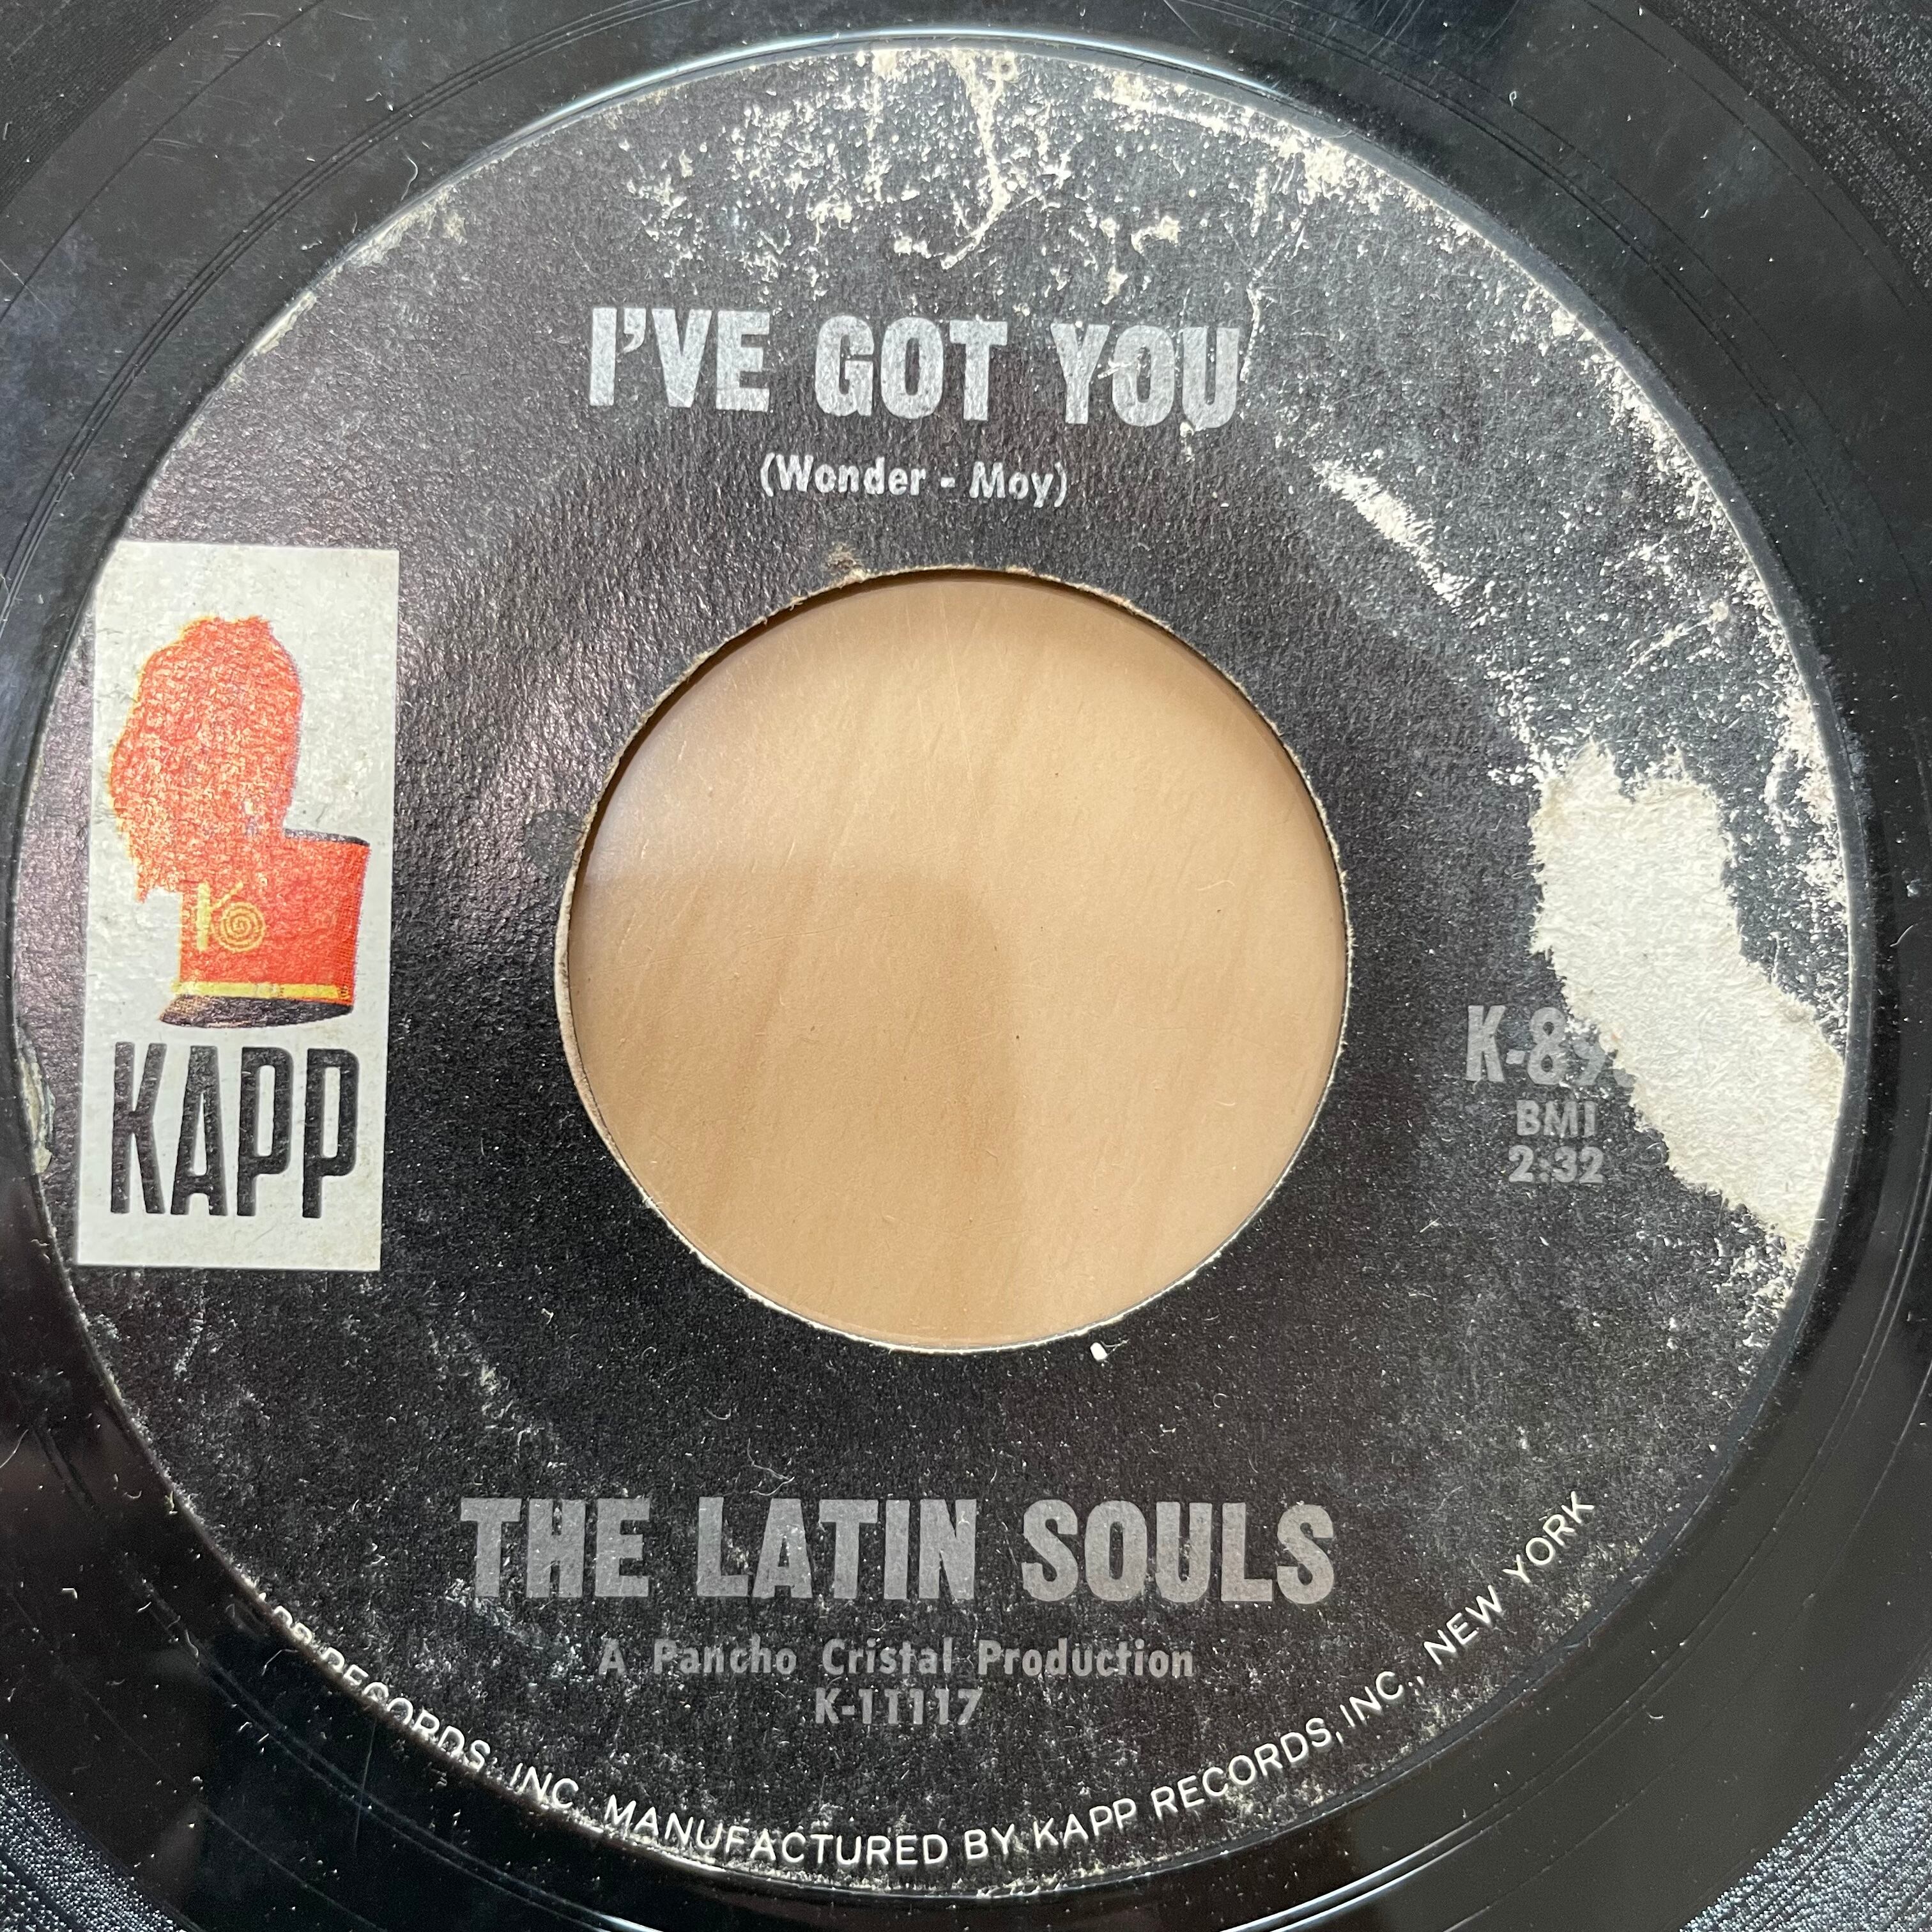 I'VE GOT YOU
(Wonder - Moy)
KAPP
BMI
2:32
THE LATIN SOULS
A Pancho Cristal Production
K-11117
RECORDS, INC. MANUFACTURED BY KAPP RECORDS, INC., NEW YORK